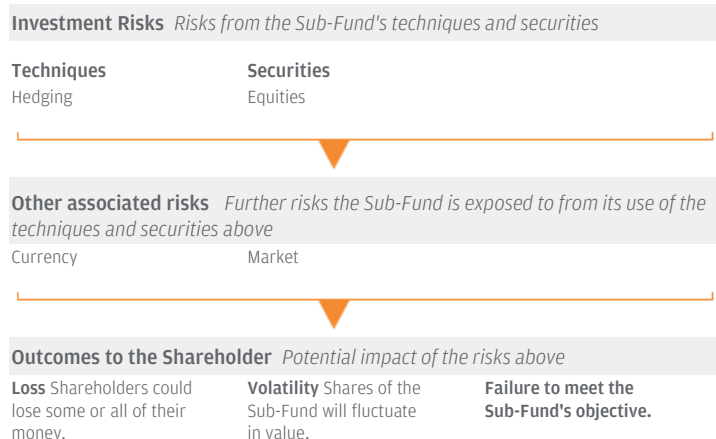 Investment Risks Risks from the Sub-Fund's techniques and securities
Techniques Securities
Hedging Equities
Other associated risks Further risks the Sub-Fund is exposed to from its use of the
techniques and securities above
Currency Market
Outcomes to the Shareholder Potential impact of the risks above
Loss Shareholders could
lose some or all of their
money.
Volatility Shares of the
Sub-Fund will fluctuate
in value.
Failure to meet the
Sub-Fund's objective.